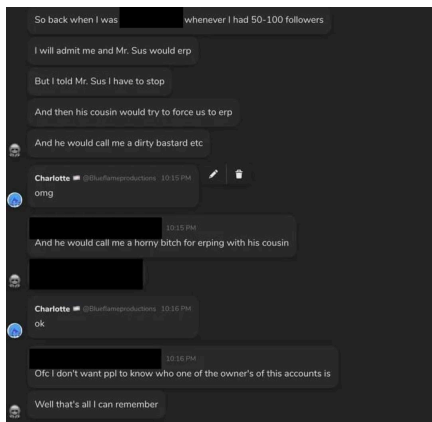 So back when I was whenever I had 50-100 followers
I will admit me and Mr. Sus would erp
But I told Mr. Sus I have to stop
And then his cousin would try to force us to erp
And he would call me a dirty bastard etc
Charlotte @Blueflameproductions 10:15 PM
omg
10:15 PM
And he would call me a horny bitch for erping with his cousin
Charlotte @Blueflameproductions 10:16 PM
ok
10:16 PM
Ofc I don't want ppl to know who one of the owner's of this accounts is
Well that's all I can remember